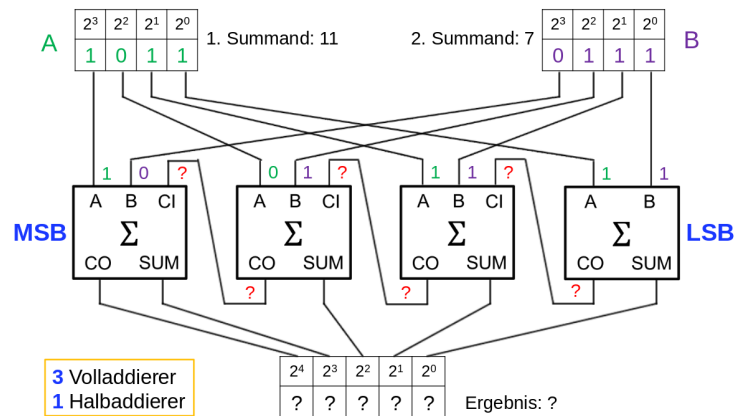 2³ 2² 2¹ 2⁰
A 1 0 1 1
1. Summand: 11
2. Summand: 7
2³ 2² 2¹ 2⁰
0 1 1 1 B
1 0 ? 0 1 ? 1 1 ? 1 1
A B CI A B CI A B CI A B
MSB Σ Σ Σ Σ LSB
CO SUM CO SUM CO SUM CO SUM
? ? ?
2⁴ 2³ 2² 2¹ 2⁰
? ? ? ? ?
Ergebnis: ?
3 Volladdierer
1 Halbaddierer